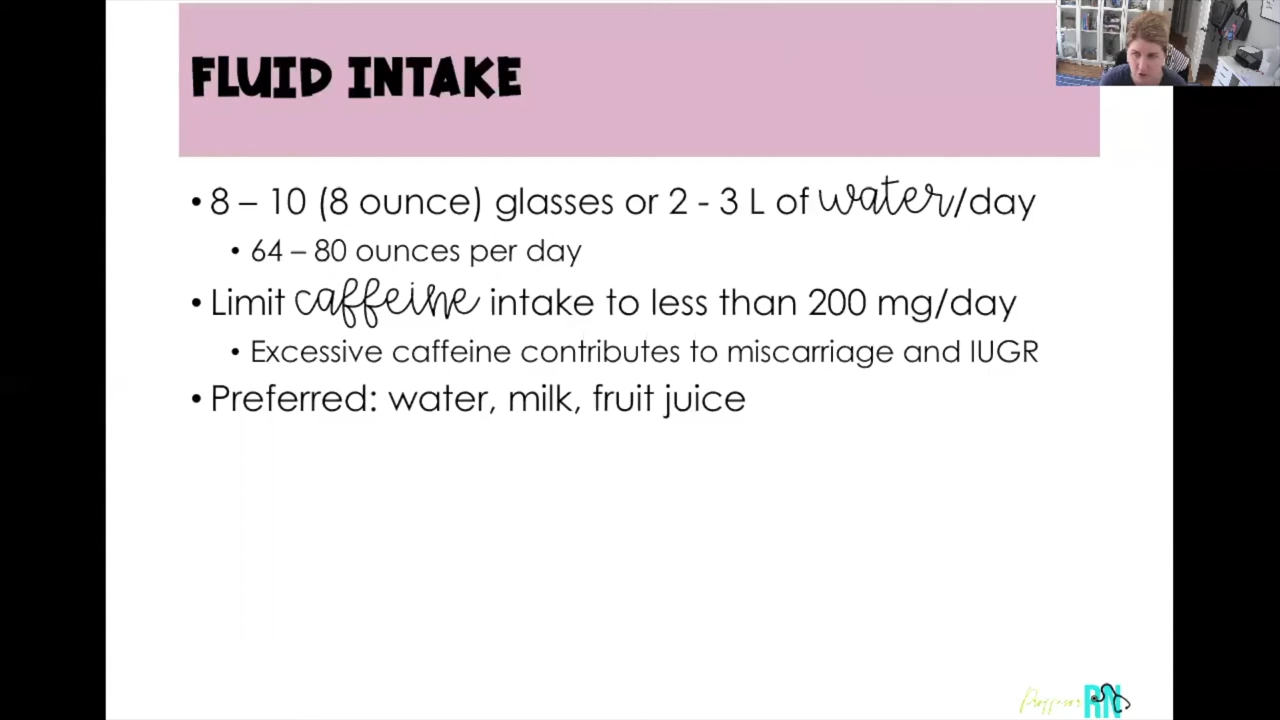 FLUID INTAKE
• 8 – 10 (8 ounce) glasses or 2 - 3 L of water/day
• 64 – 80 ounces per day
• Limit caffeine intake to less than 200 mg/day
• Excessive caffeine contributes to miscarriage and IUGR
• Preferred: water, milk, fruit juice
Professor RN